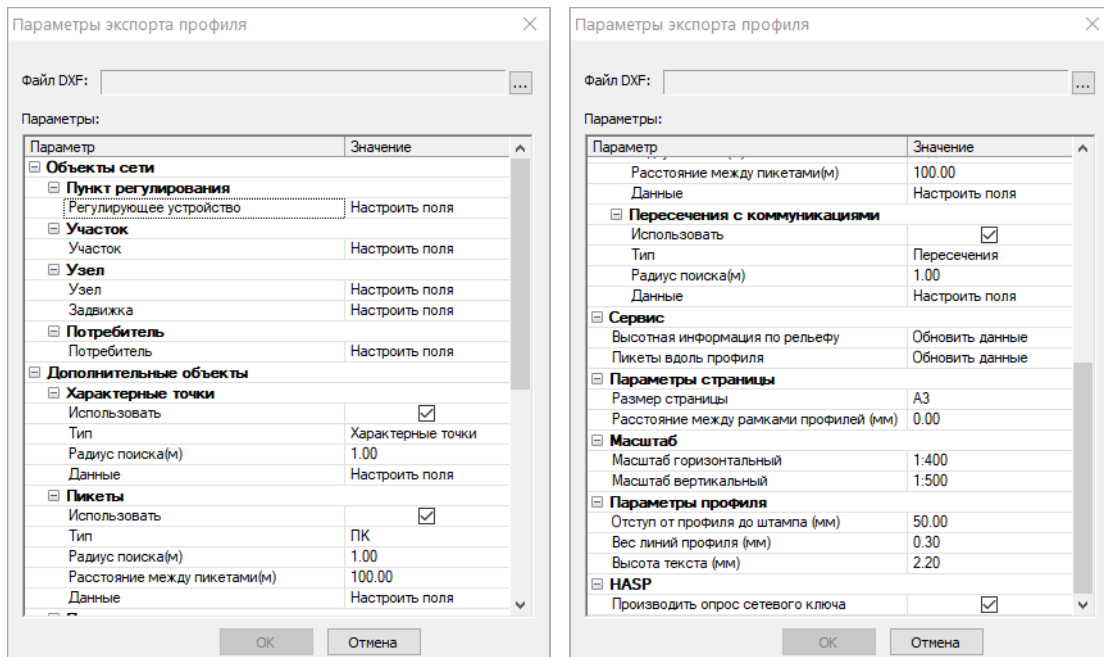 Параметры экспорта профиля
Файл DXF:
...
Параметры:
Параметр Значение
Объекты сети
Пункт регулирования
Регулирующее устройство Настроить поля
Участок
Участок Настроить поля
Узел
Узел Настроить поля
Задвижка Настроить поля
Потребитель
Потребитель Настроить поля
Дополнительные объекты
Характерные точки
Использовать
Тип Характерные точки
Радиус поиска(м) 1.00
Данные Настроить поля
Пикеты
Использовать
Тип ПК
Радиус поиска(м) 1.00
Расстояние между пикетами(м) 100.00
Данные Настроить поля
OK Отмена
Параметры экспорта профиля
Файл DXF:
...
Параметры:
Параметр Значение
Расстояние между пикетами(м) 100.00
Данные Настроить поля
Пересечения с коммуникациями
Использовать
Тип Пересечения
Радиус поиска(м) 1.00
Данные Настроить поля
Сервис
Высотная информация по рельефу Обновить данные
Пикеты вдоль профиля Обновить данные
Параметры страницы
Размер страницы A3
Расстояние между рамками профилей (мм) 0.00
Масштаб
Масштаб горизонтальный 1:400
Масштаб вертикальный 1:500
Параметры профиля
Отступ от профиля до штампа (мм) 50.00
Вес линий профиля (мм) 0.30
Высота текста (мм) 2.20
HASP
Производить опрос сетевого ключа
OK Отмена